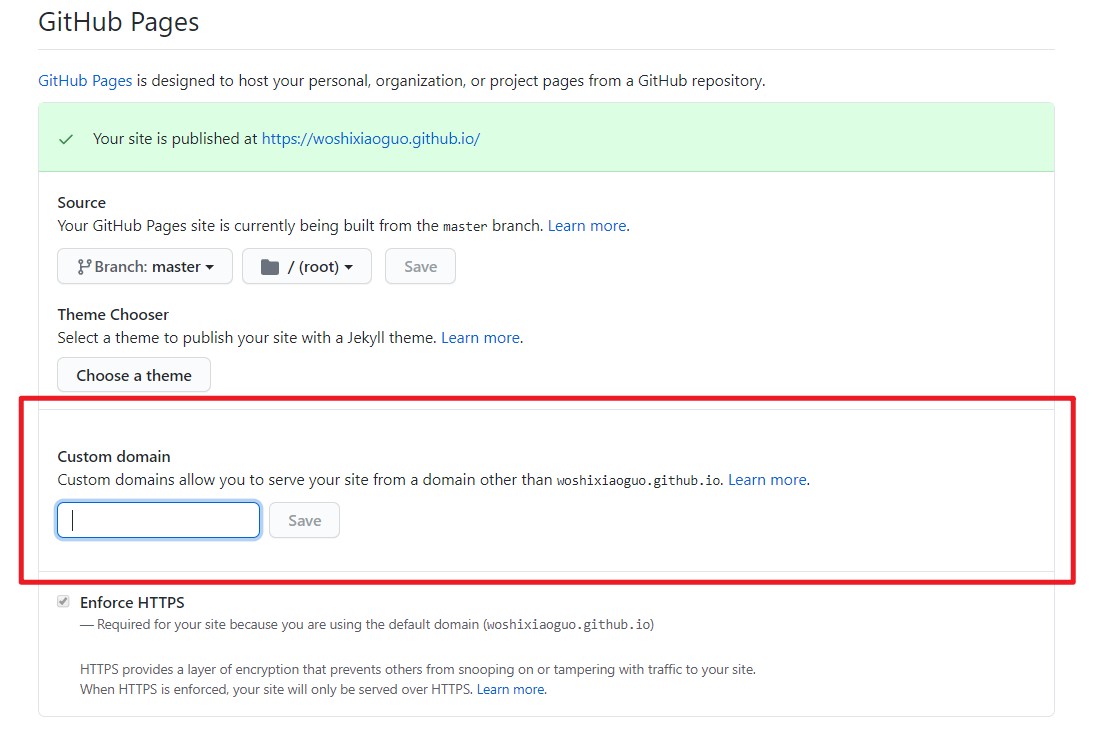 GitHub Pages
GitHub Pages is designed to host your personal, organization, or project pages from a GitHub repository.
Your site is published at https://woshixiaoguo.github.io/
Source
Your GitHub Pages site is currently being built from the master branch. Learn more.
Branch: master / (root) Save
Theme Chooser
Select a theme to publish your site with a Jekyll theme. Learn more.
Choose a theme
Custom domain
Custom domains allow you to serve your site from a domain other than woshixiaoguo.github.io. Learn more.
Save
Enforce HTTPS
— Required for your site because you are using the default domain (woshixiaoguo.github.io)
HTTPS provides a layer of encryption that prevents others from snooping on or tampering with traffic to your site.
When HTTPS is enforced, your site will only be served over HTTPS. Learn more.